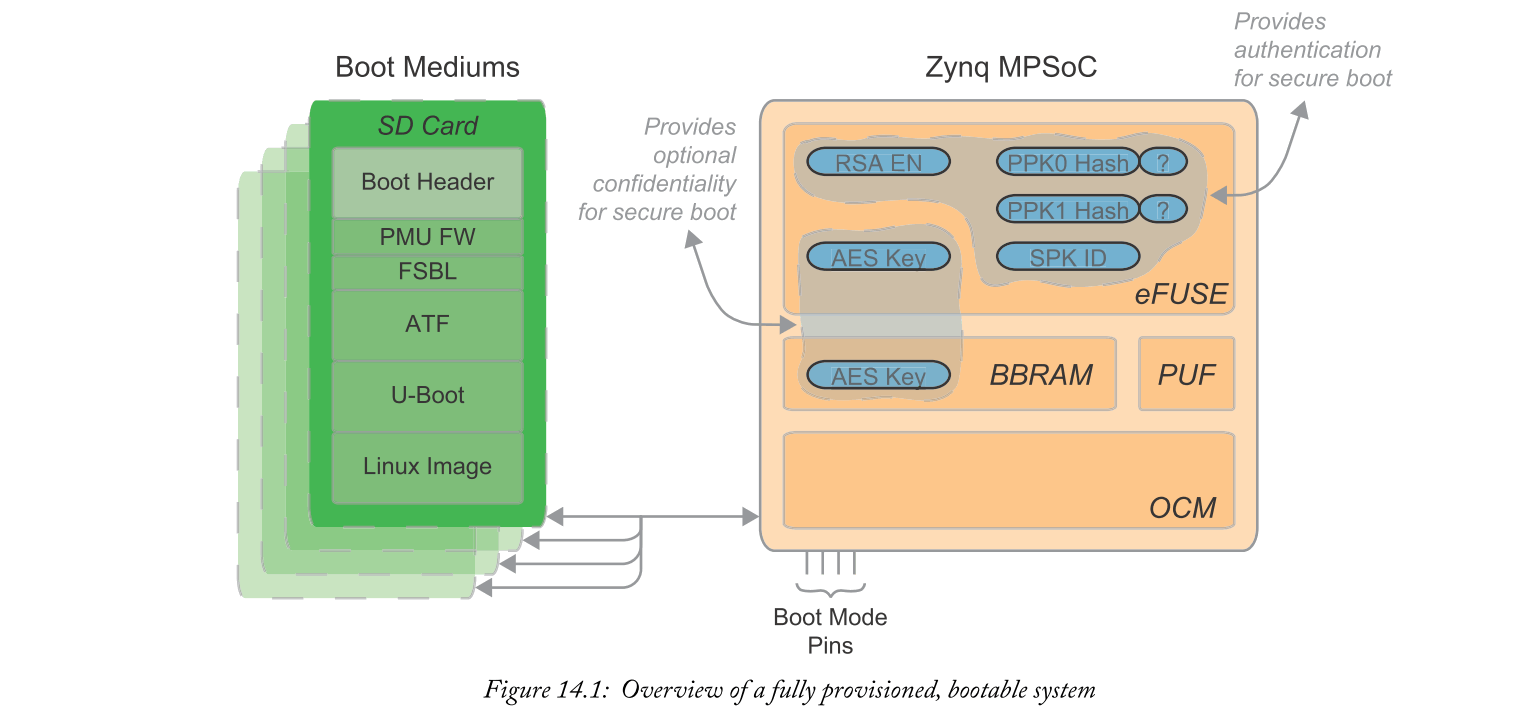 Boot Mediums
SD Card
Boot Header
PMU FW
FSBL
ATF
U-Boot
Linux Image
Provides
optional
confidentiality
for secure boot
Zynq MPSoC
Provides
authentication
for secure boot
RSA EN
PPK0 Hash
?
PPK1 Hash
?
AES Key
SPK ID
eFUSE
AES Key
BBRAM
PUF
OCM
Boot Mode
Pins
Figure 14.1: Overview of a fully provisioned, bootable system